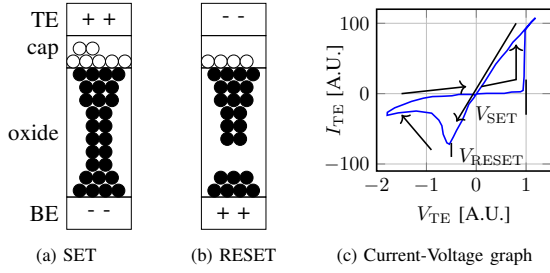 TE
+ +
- -
cap
oxide
BE
- -
+ +
(a) SET
(b) RESET
I_TE [A.U.]
100
0
−100
V_SET
V_RESET
−2 −1 0 1
V_TE [A.U.]
(c) Current-Voltage graph